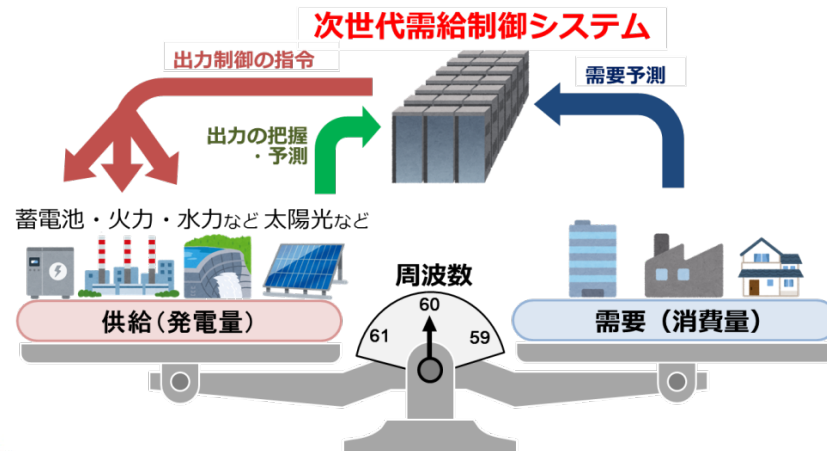 次世代需給制御システム
出力制御の指令
需要予測
出力の把握
・予測
蓄電池・火力・水力など 太陽光など
周波数
60
61
59
供給(発電量)
需要（消費量）